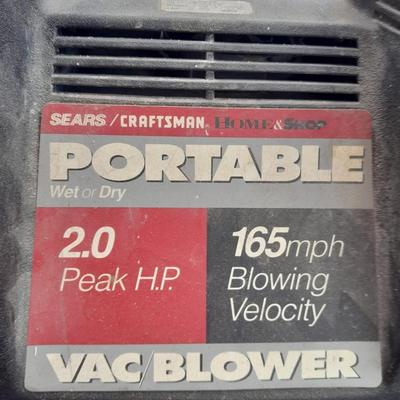 SEARS/CRAFTSMAN HOME & SHOP
PORTABLE
Wet or Dry
2.0
Peak H.P.
165mph
Blowing
Velocity
VAC/BLOWER